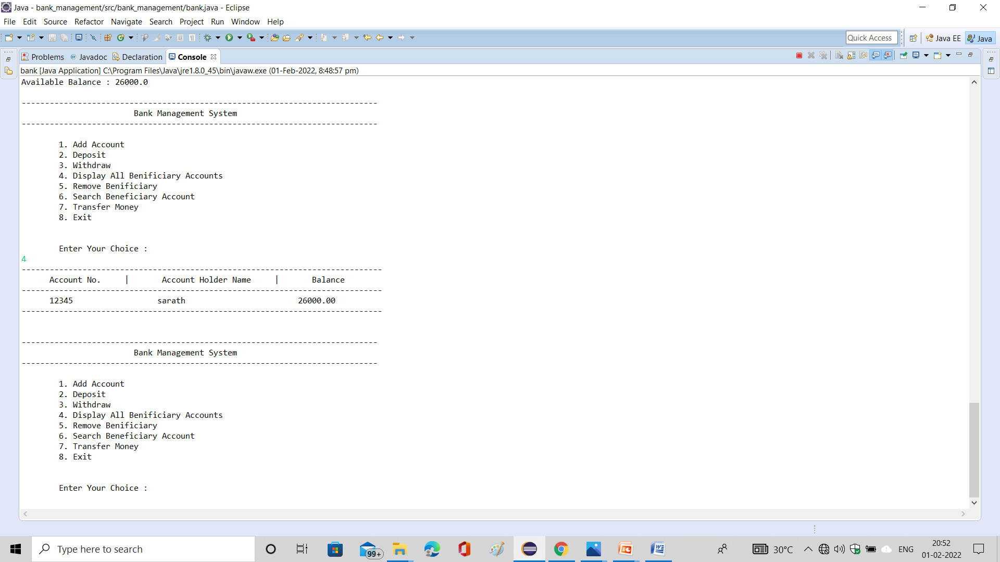 Java - bank_management/src/bank_management/bank.java - Eclipse
File Edit Source Refactor Navigate Search Project Run Window Help
Quick Access Java EE Java
Problems @ Javadoc Declaration Console
bank [Java Application] C:\Program Files\Java\jre1.8.0_45\bin\javaw.exe (01-Feb-2022, 8:48:57 pm)
Available Balance : 26000.0
----------------------------------------------------------------------------
Bank Management System
----------------------------------------------------------------------------
1. Add Account
2. Deposit
3. Withdraw
4. Display All Benificiary Accounts
5. Remove Benificiary
6. Search Beneficiary Account
7. Transfer Money
8. Exit
Enter Your Choice :
4
-----------------------------------------------------------------------------
Account No. | Account Holder Name | Balance
-----------------------------------------------------------------------------
12345 sarath 26000.00
-----------------------------------------------------------------------------
----------------------------------------------------------------------------
Bank Management System
----------------------------------------------------------------------------
1. Add Account
2. Deposit
3. Withdraw
4. Display All Benificiary Accounts
5. Remove Benificiary
6. Search Beneficiary Account
7. Transfer Money
8. Exit
Enter Your Choice :
Type here to search 99+ 30°C ENG 20:52
01-02-2022